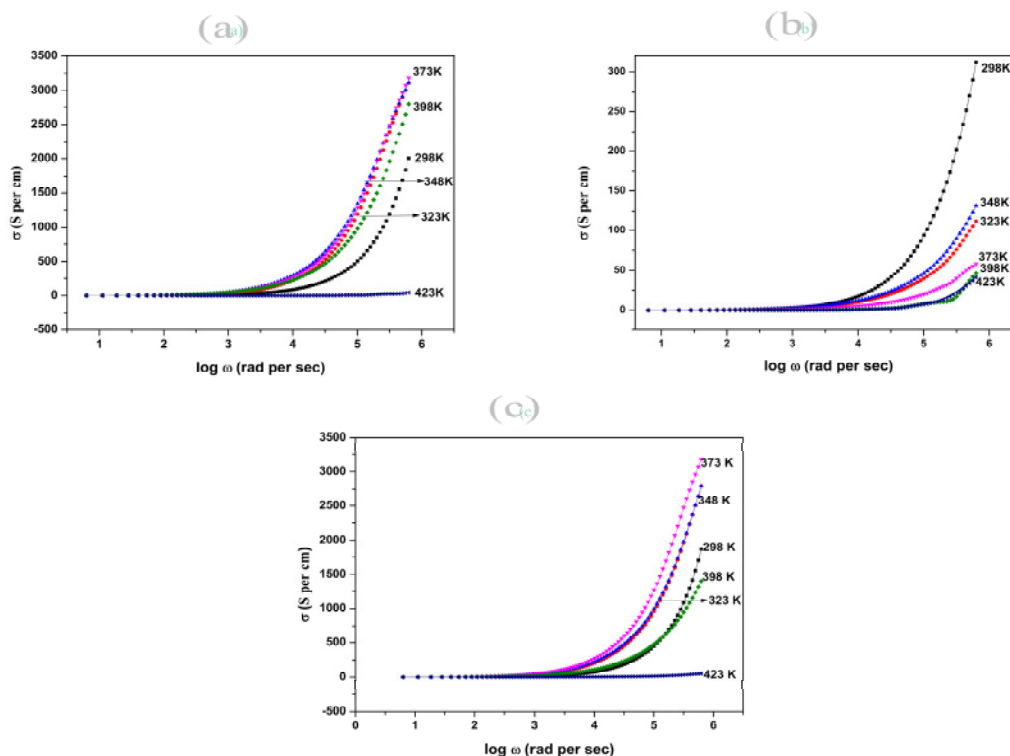 (a)
a)
3500
3000
2500
2000
1500
1000
500
0
-500
373K
398K
298K
348K
323K
423K
1 2 3 4 5 6
σ (S per cm)
log ω (rad per sec)
(b)
(b)
300
250
200
150
100
50
0
298K
348K
323K
373K
398K
423K
1 2 3 4 5 6
σ (S per cm)
log ω (rad per sec)
(c)
(c)
3500
3000
2500
2000
1500
1000
500
0
-500
373 K
348 K
298 K
398 K
323 K
423 K
0 1 2 3 4 5 6
σ (S per cm)
log ω (rad per sec)